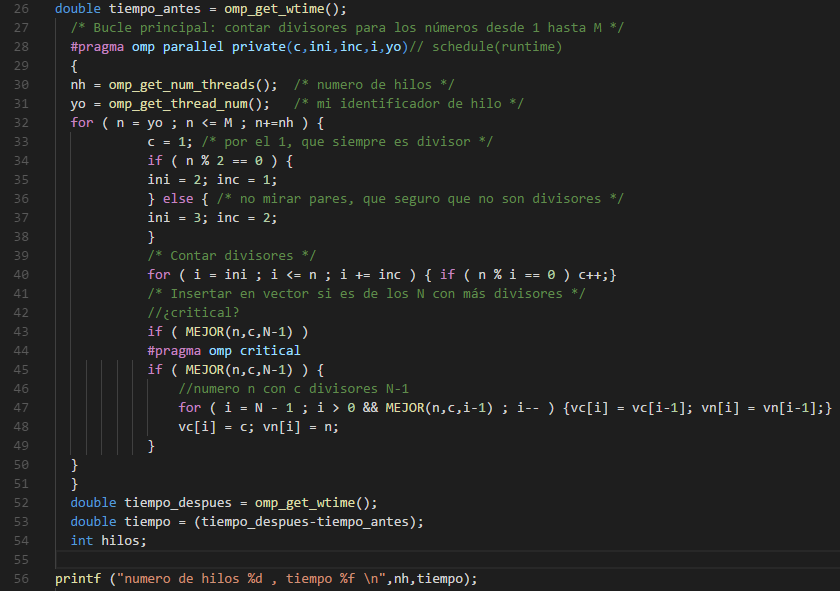 26 double tiempo_antes = omp_get_wtime();
27 /* Bucle principal: contar divisores para los números desde 1 hasta M */
28 #pragma omp parallel private(c,ini,inc,i,yo)// schedule(runtime)
29 {
30 nh = omp_get_num_threads(); /* numero de hilos */
31 yo = omp_get_thread_num(); /* mi identificador de hilo */
32 for ( n = yo ; n <= M ; n+=nh ) {
33 c = 1; /* por el 1, que siempre es divisor */
34 if ( n % 2 == 0 ) {
35 ini = 2; inc = 1;
36 } else { /* no mirar pares, que seguro que no son divisores */
37 ini = 3; inc = 2;
38 }
39 /* Contar divisores */
40 for ( i = ini ; i <= n ; i += inc ) { if ( n % i == 0 ) c++;}
41 /* Insertar en vector si es de los N con más divisores */
42 //¿critical?
43 if ( MEJOR(n,c,N-1) )
44 #pragma omp critical
45 if ( MEJOR(n,c,N-1) ) {
46 //numero n con c divisores N-1
47 for ( i = N - 1 ; i > 0 && MEJOR(n,c,i-1) ; i-- ) {vc[i] = vc[i-1]; vn[i] = vn[i-1];}
48 vc[i] = c; vn[i] = n;
49 }
50 }
51 }
52 double tiempo_despues = omp_get_wtime();
53 double tiempo = (tiempo_despues-tiempo_antes);
54 int hilos;
55
56 printf ("numero de hilos %d , tiempo %f \n",nh,tiempo);